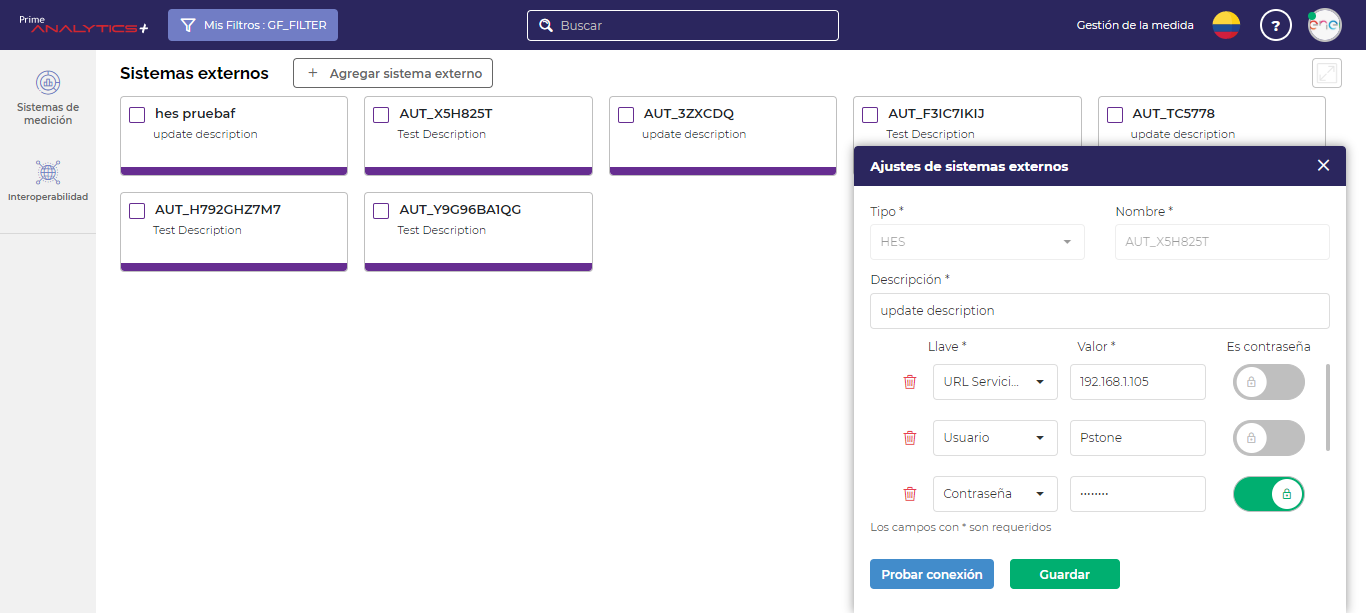 Prime
ANALYTICS+
Mis Filtros : GF_FILTER
Buscar
Gestión de la medida
?
ene
Sistemas de
medición
Interoperabilidad
Sistemas externos
+ Agregar sistema externo
hes pruebaf
update description
AUT_X5H825T
Test Description
AUT_3ZXCDQ
update description
AUT_F3IC7IKIJ
Test Description
AUT_TC5778
update description
AUT_H792GHZ7M7
Test Description
AUT_Y9G96BA1QG
Test Description
Ajustes de sistemas externos
Tipo *
Nombre *
HES
AUT_X5H825T
Descripción *
update description
Llave *
Valor *
Es contraseña
URL Servici...
192.168.1.105
Usuario
Pstone
Contraseña
········
Los campos con * son requeridos
Probar conexión
Guardar